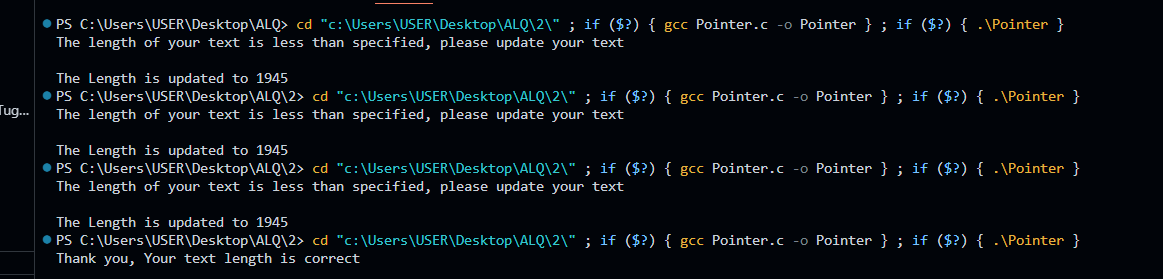 PS C:\Users\USER\Desktop\ALQ> cd "c:\Users\USER\Desktop\ALQ\2\" ; if ($?) { gcc Pointer.c -o Pointer } ; if ($?) { .\Pointer }
The length of your text is less than specified, please update your text
The Length is updated to 1945
PS C:\Users\USER\Desktop\ALQ\2> cd "c:\Users\USER\Desktop\ALQ\2\" ; if ($?) { gcc Pointer.c -o Pointer } ; if ($?) { .\Pointer }
Tug...
The length of your text is less than specified, please update your text
The Length is updated to 1945
PS C:\Users\USER\Desktop\ALQ\2> cd "c:\Users\USER\Desktop\ALQ\2\" ; if ($?) { gcc Pointer.c -o Pointer } ; if ($?) { .\Pointer }
The length of your text is less than specified, please update your text
The Length is updated to 1945
PS C:\Users\USER\Desktop\ALQ\2> cd "c:\Users\USER\Desktop\ALQ\2\" ; if ($?) { gcc Pointer.c -o Pointer } ; if ($?) { .\Pointer }
Thank you, Your text length is correct